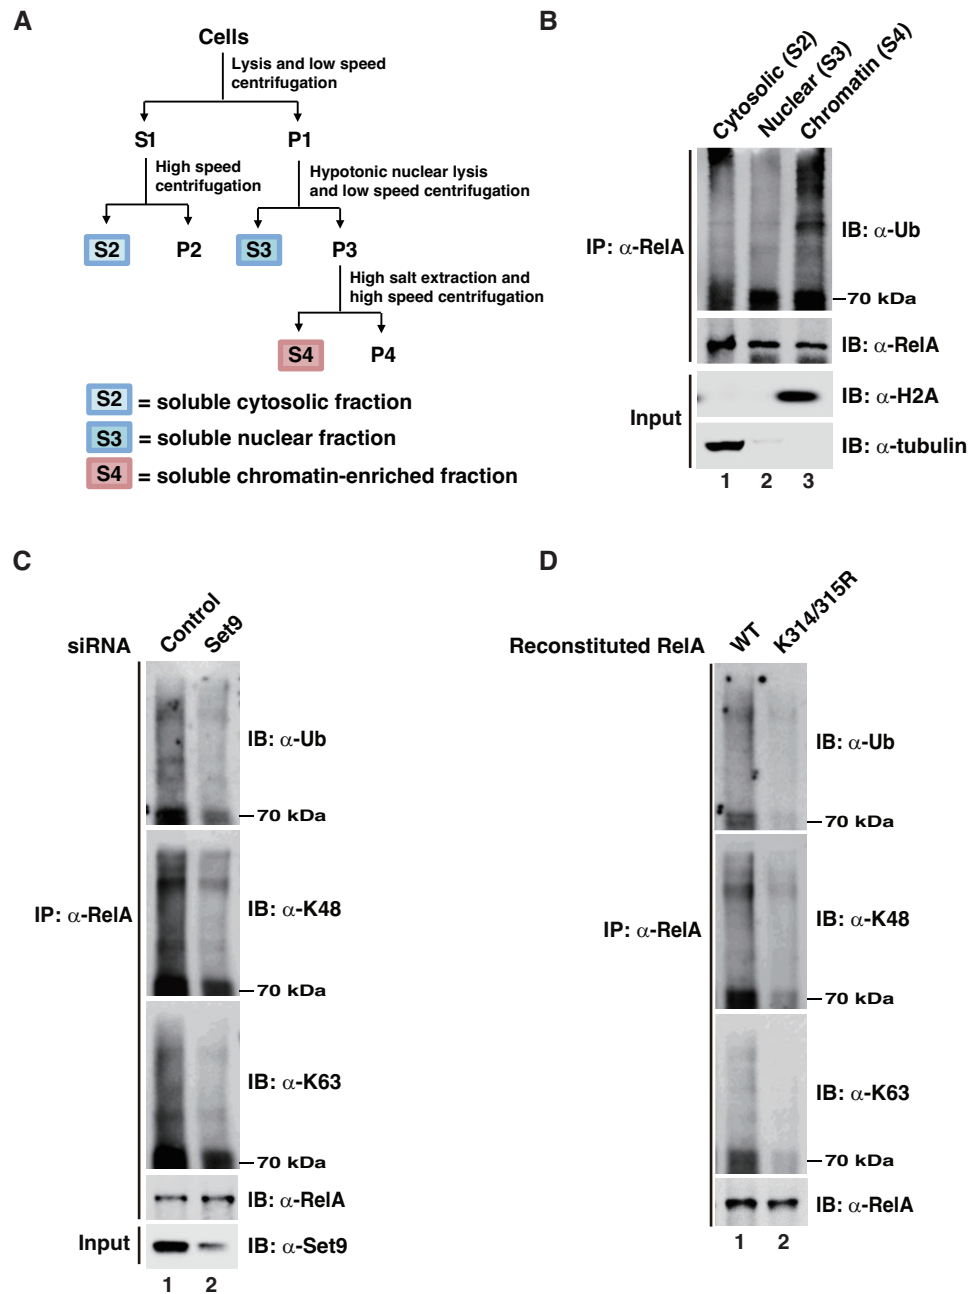 A
Cells
Lysis and low speed
centrifugation
S1
P1
High speed
centrifugation
Hypotonic nuclear lysis
and low speed centrifugation
S2
P2
S3
P3
High salt extraction and
high speed centrifugation
S4
P4
S2 = soluble cytosolic fraction
S3 = soluble nuclear fraction
S4 = soluble chromatin-enriched fraction
B
Cytosolic (S2)
Nuclear (S3)
Chromatin (S4)
IP: α-RelA
IB: α-Ub
70 kDa
IB: α-RelA
Input
IB: α-H2A
IB: α-tubulin
1 2 3
C
siRNA
Control
Set9
IB: α-Ub
70 kDa
IP: α-RelA
IB: α-K48
70 kDa
IB: α-K63
70 kDa
IB: α-RelA
Input
IB: α-Set9
1 2
D
Reconstituted RelA
WT
K314/315R
IB: α-Ub
70 kDa
IP: α-RelA
IB: α-K48
70 kDa
IB: α-K63
70 kDa
IB: α-RelA
1 2